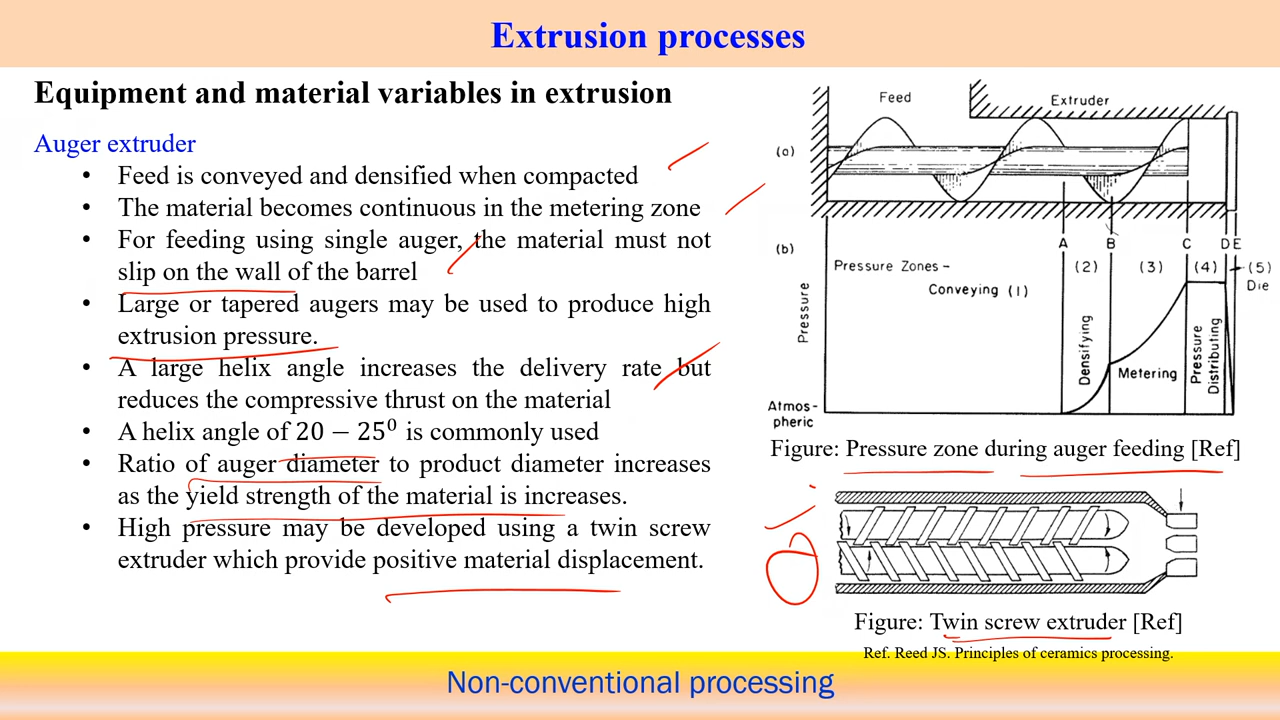 Extrusion processes
Equipment and material variables in extrusion
Auger extruder
• Feed is conveyed and densified when compacted
• The material becomes continuous in the metering zone
• For feeding using single auger, the material must not
slip on the wall of the barrel
• Large or tapered augers may be used to produce high
extrusion pressure.
• A large helix angle increases the delivery rate but
reduces the compressive thrust on the material
• A helix angle of 20 − 25⁰ is commonly used
• Ratio of auger diameter to product diameter increases
as the yield strength of the material is increases.
• High pressure may be developed using a twin screw
extruder which provide positive material displacement.
Feed
Extruder
(a)
(b)
A B C D E
Pressure Zones -
Conveying (1)
(2) (3) (4) (5)
Die
Pressure
Densifying
Metering
Pressure
Distributing
Atmos-
pheric
Figure: Pressure zone during auger feeding [Ref]
Figure: Twin screw extruder [Ref]
Ref. Reed JS. Principles of ceramics processing.
Non-conventional processing